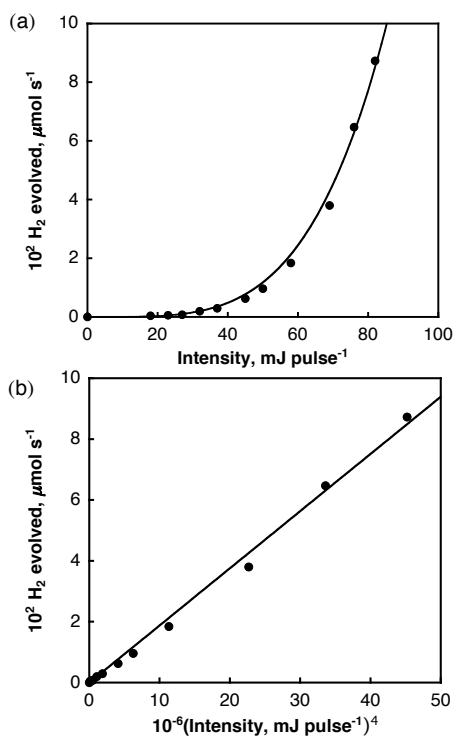 (a)
10
8
6
4
2
0
10² H₂ evolved, μmol s⁻¹
0 20 40 60 80 100
Intensity, mJ pulse⁻¹
(b)
10
8
6
4
2
0
10² H₂ evolved, μmol s⁻¹
0 10 20 30 40 50
10⁻⁶(Intensity, mJ pulse⁻¹)⁴